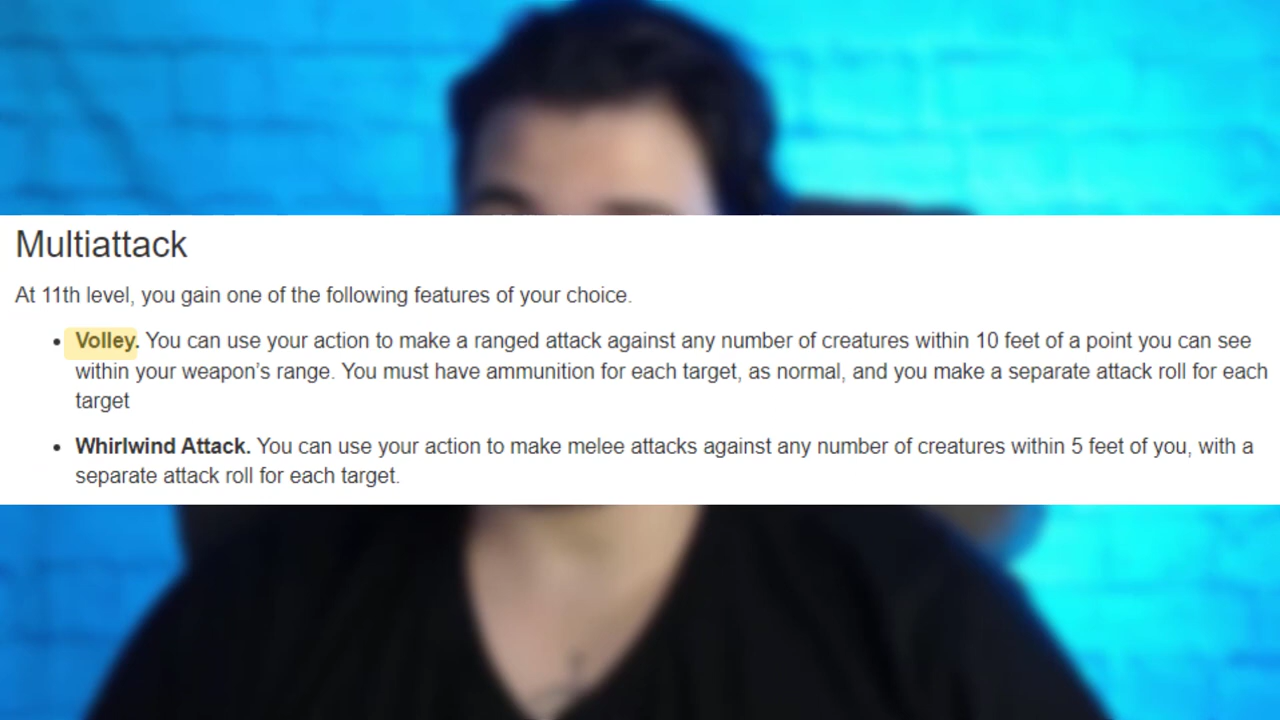 Multiattack
At 11th level, you gain one of the following features of your choice.
• Volley. You can use your action to make a ranged attack against any number of creatures within 10 feet of a point you can see
within your weapon’s range. You must have ammunition for each target, as normal, and you make a separate attack roll for each
target
• Whirlwind Attack. You can use your action to make melee attacks against any number of creatures within 5 feet of you, with a
separate attack roll for each target.